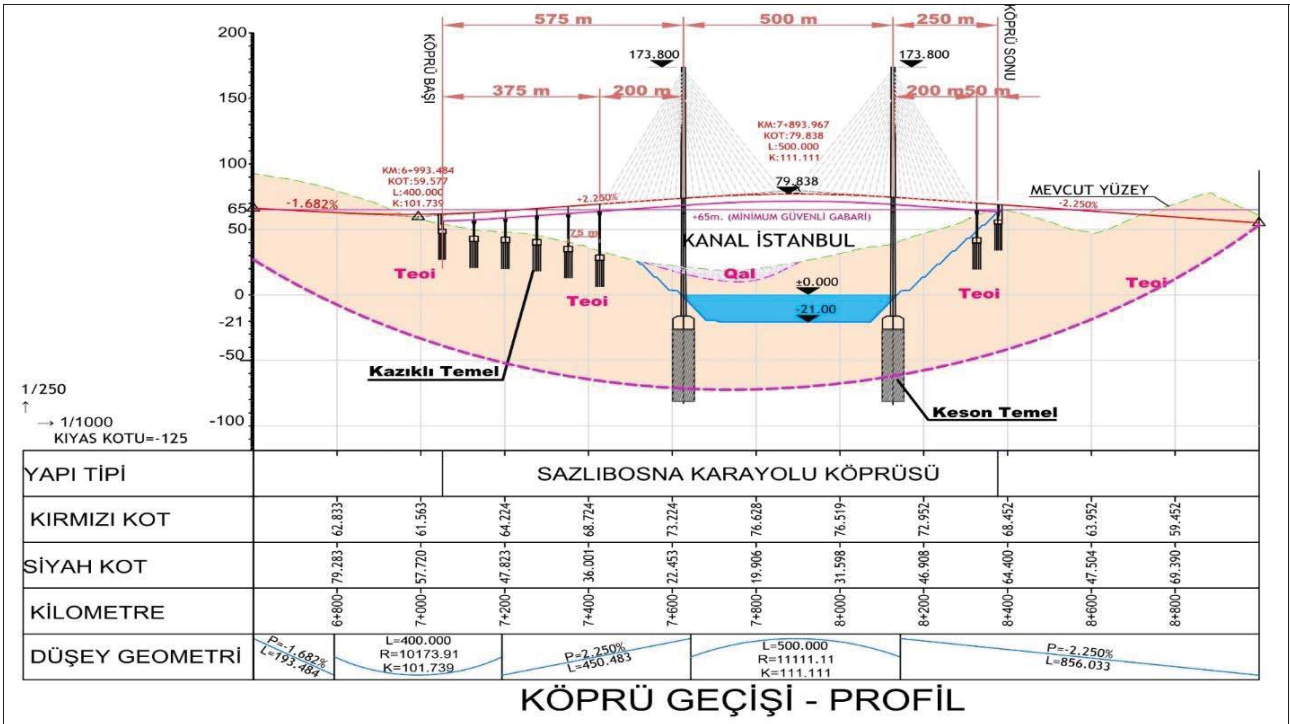 575 m
500 m
250 m
KÖPRÜ BAŞI
KÖPRÜ SONU
200
173.800
173.800
375 m
200 m
200 m
50 m
150
KM:7+893.967
KOT:79.838
L:500.000
K:111.111
KM:6+993.484
KOT:59.577
L:400.000
K:101.739
100
79.838
-1.682%
+2.250%
-2.250%
MEVCUT YÜZEY
65
+65m. (MİNİMUM GÜVENLİ GABARİ)
50
75 m
KANAL İSTANBUL
Teoi
Qal
Teoi
Teoi
Teoi
0
±0.000
-21
-21.00
-50
Kazıklı Temel
Keson Temel
-100
1/250
↑
→ 1/1000
KIYAS KOTU=-125
YAPI TİPİ
SAZLIBOSNA KARAYOLU KÖPRÜSÜ
KIRMIZI KOT
62.833
61.563
64.224
68.724
73.224
76.628
76.519
72.952
68.452
63.952
59.452
SİYAH KOT
79.283
57.720
47.823
36.001
22.453
19.906
31.598
46.908
64.400
47.504
69.390
KİLOMETRE
6+800
7+000
7+200
7+400
7+600
7+800
8+000
8+200
8+400
8+600
8+800
DÜŞEY GEOMETRİ
P=-1.682%
L=193.484
L=400.000
R=10173.91
K=101.739
P=2.250%
L=450.483
L=500.000
R=11111.11
K=111.111
P=-2.250%
L=856.033
KÖPRÜ GEÇİŞİ - PROFİL